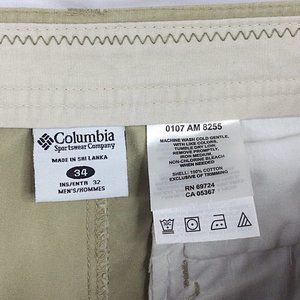 Columbia
Sportswear Company
MADE IN SRI LANKA
34
INS/ENTR 32
MEN'S/HOMMES
0107 AM 8255
MACHINE WASH COLD GENTLE,
WITH LIKE COLORS,
TUMBLE DRY LOW,
REMOVE PROMPTLY,
IRON MEDIUM
NON-CHLORINE BLEACH
WHEN NEEDED
SHELL: 100% COTTON
EXCLUSIVE OF TRIMMING
RN 69724
CA 05367